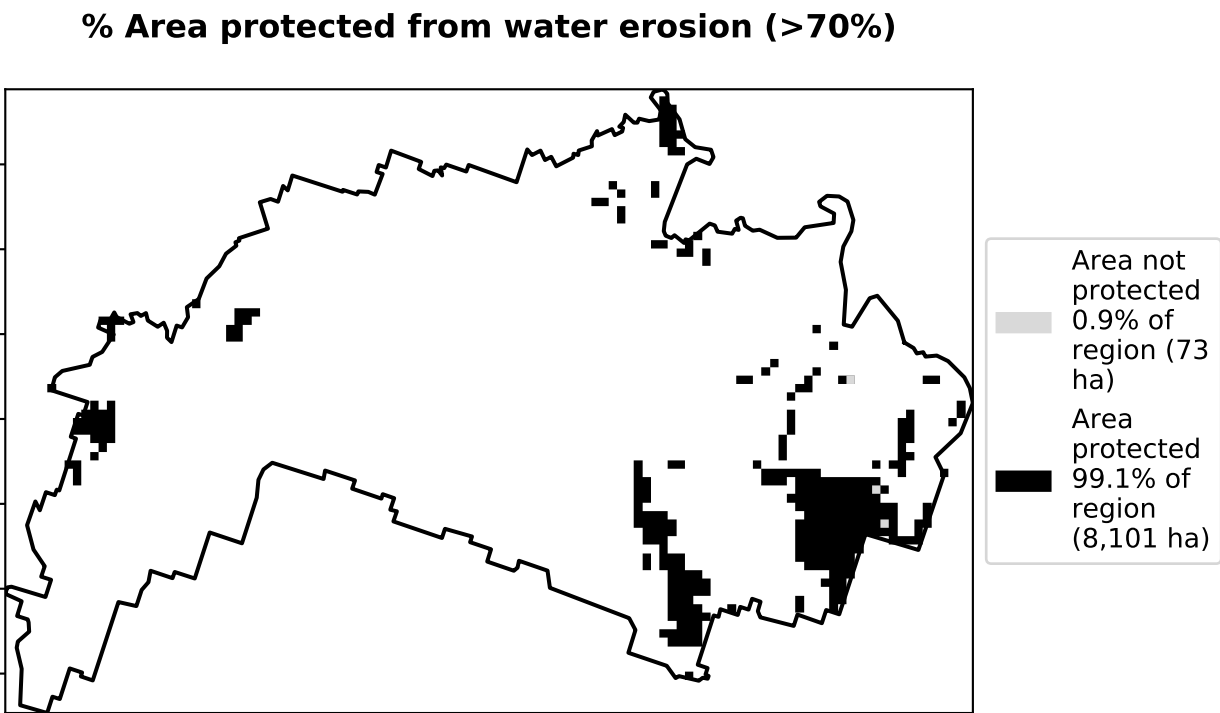 % Area protected from water erosion (>70%)
Area not
protected
0.9% of
region (73
ha)
Area
protected
99.1% of
region
(8,101 ha)